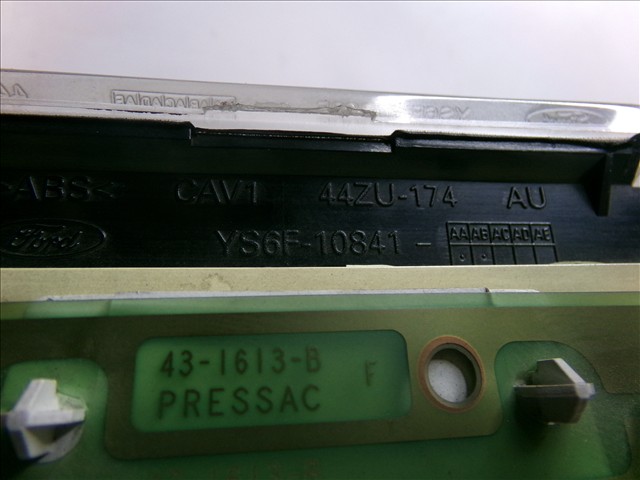 >ABS< CAV1 44ZU-174 AU
Ford YS6F-10841- AA AB AC AD AE
43-1613-B F
PRESSAC